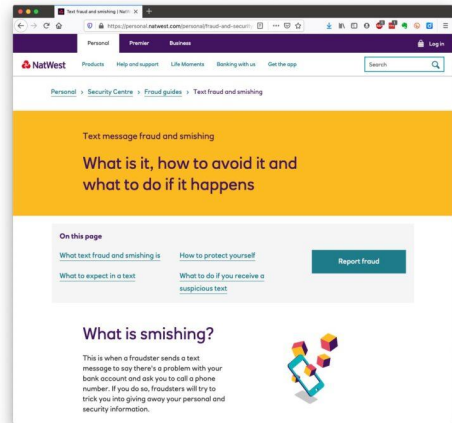 Text fraud and smishing | NatW
https://personal.natwest.com/personal/fraud-and-securit
Personal Premier Business
Log in
NatWest Products Help and support Life Moments Banking with us Get the app Search
Personal > Security Centre > Fraud guides > Text fraud and smishing
Text message fraud and smishing
What is it, how to avoid it and
what to do if it happens
On this page
What text fraud and smishing is How to protect yourself
Report fraud
What to expect in a text What to do if you receive a
suspicious text
What is smishing?
This is when a fraudster sends a text
message to say there's a problem with your
bank account and ask you to call a phone
number. If you do so, fraudsters will try to
trick you into giving away your personal and
security information.